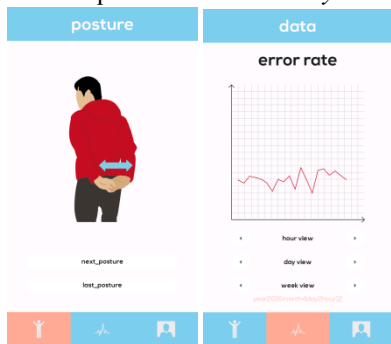 posture
next_posture
last_posture
data
error rate
hour view
day view
week view